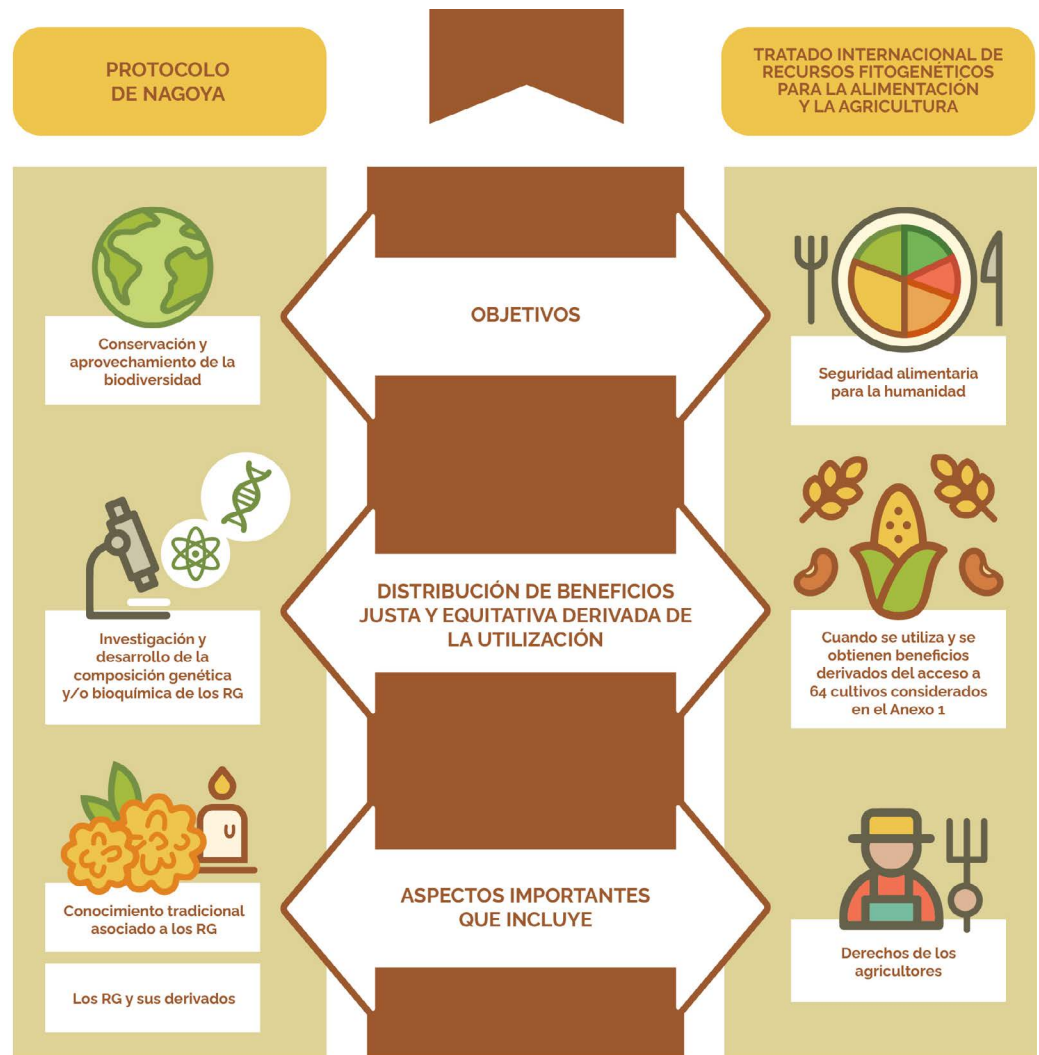 PROTOCOLO
DE NAGOYA
TRATADO INTERNACIONAL DE
RECURSOS FITOGENÉTICOS
PARA LA ALIMENTACIÓN
Y LA AGRICULTURA
OBJETIVOS
Conservación y
aprovechamiento de la
biodiversidad
Seguridad alimentaria
para la humanidad
DISTRIBUCIÓN DE BENEFICIOS
JUSTA Y EQUITATIVA DERIVADA DE
LA UTILIZACIÓN
Investigación y
desarrollo de la
composición genética
y/o bioquímica de los RG
Cuando se utiliza y se
obtienen beneficios
derivados del acceso a
64 cultivos considerados
en el Anexo 1
ASPECTOS IMPORTANTES
QUE INCLUYE
Conocimiento tradicional
asociado a los RG
Los RG y sus derivados
Derechos de los
agricultores